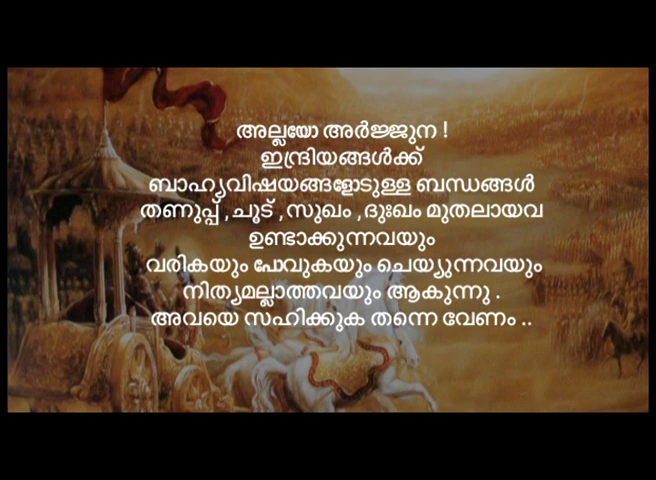 അല്ലയോ അർജ്ജുന !
ഇന്ദ്രിയങ്ങൾക്ക്
ബാഹ്യവിഷയങ്ങളോടുള്ള ബന്ധങ്ങൾ
തണുപ്പ് , ചൂട് , സുഖം , ദുഃഖം മുതലായവ
ഉണ്ടാക്കുന്നവയും
വരികയും പോവുകയും ചെയ്യുന്നവയും
നിത്യമല്ലാത്തവയും ആകുന്നു .
അവയെ സഹിക്കുക തന്നെ വേണം ..